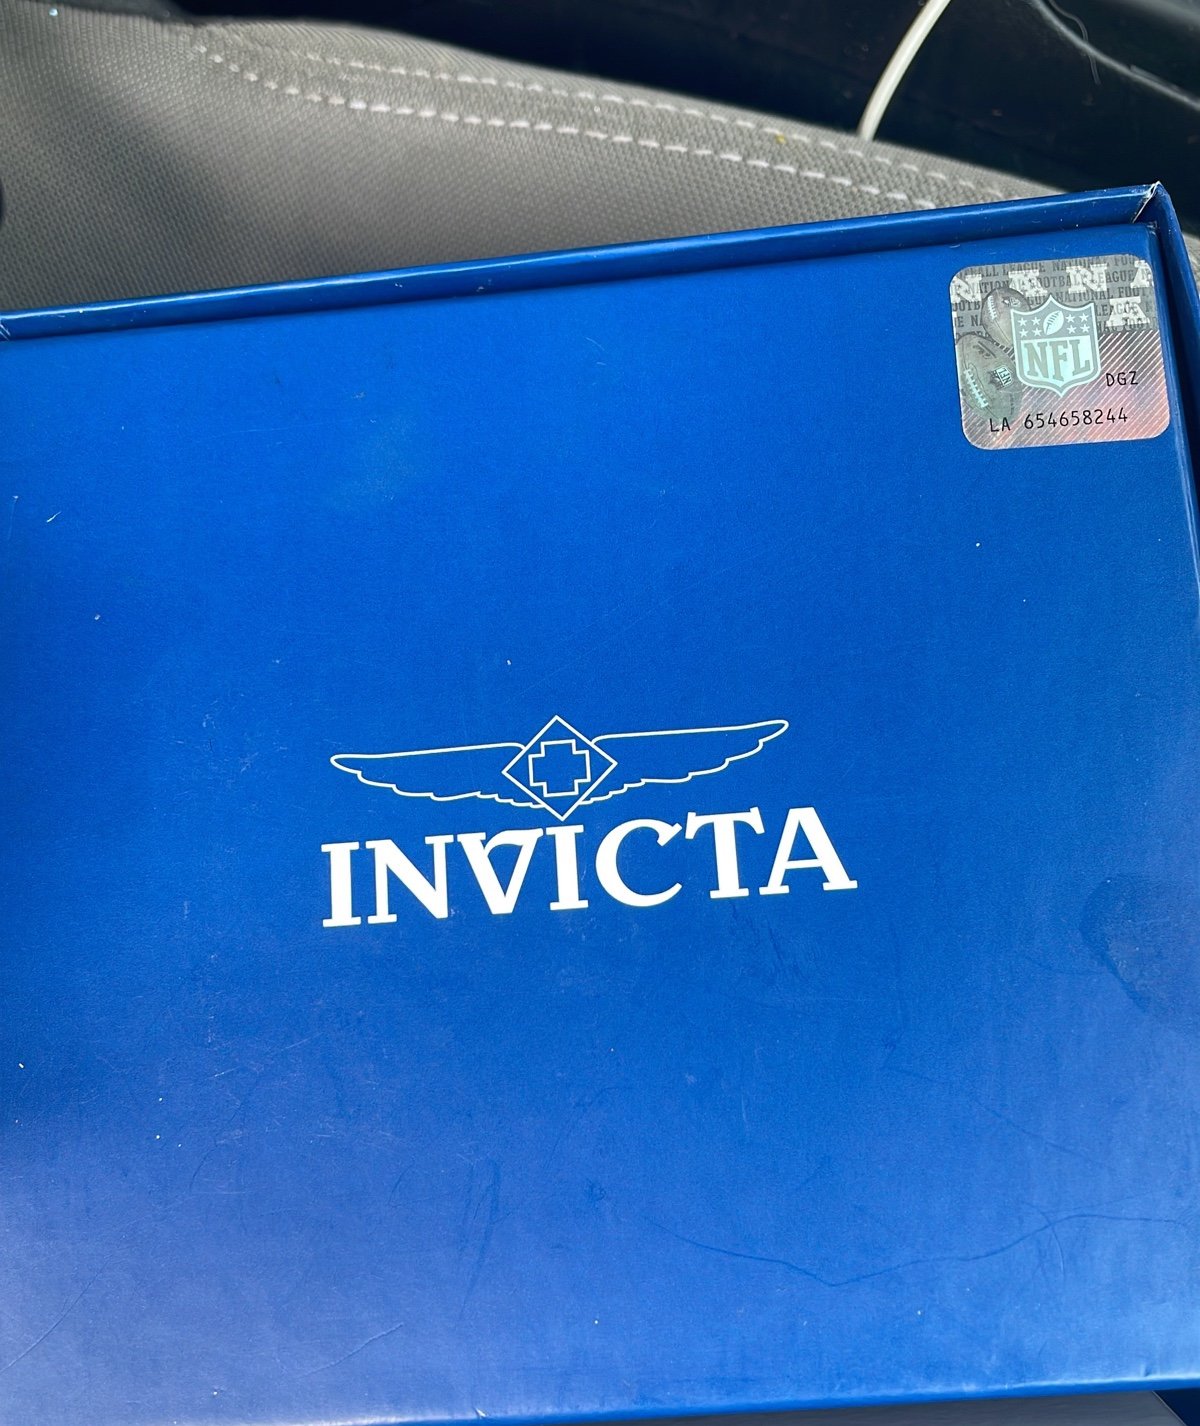 NFL
DGZ
LA 654658244
INVICTA